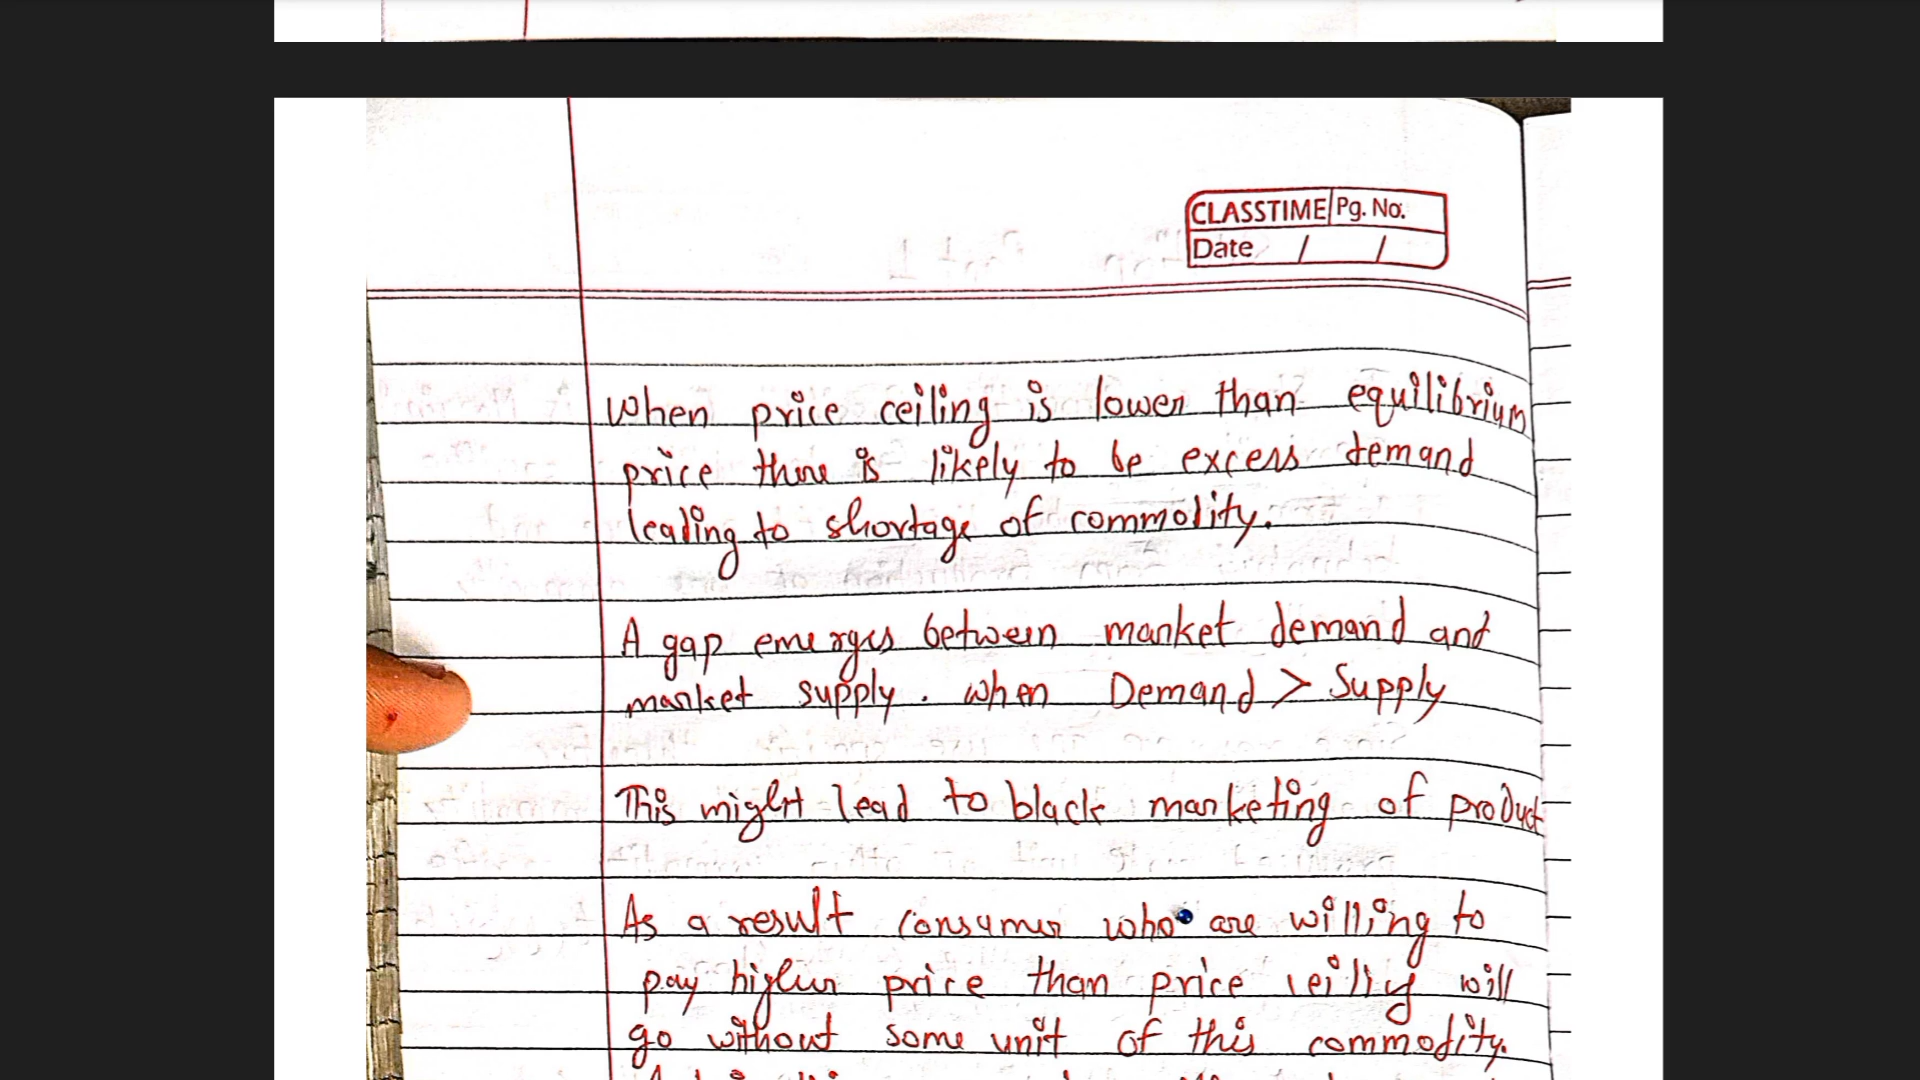 CLASSTIME Pg. No.
Date / /
When price ceiling is lower than equilibrium
price there is likely to be excess demand
leading to shortage of commodity.
A gap emerges between market demand and
market supply. when Demand > Supply
This might lead to black marketing of product
As a result consumer who are willing to
pay higher price than price ceiling will
go without some unit of this commodity.